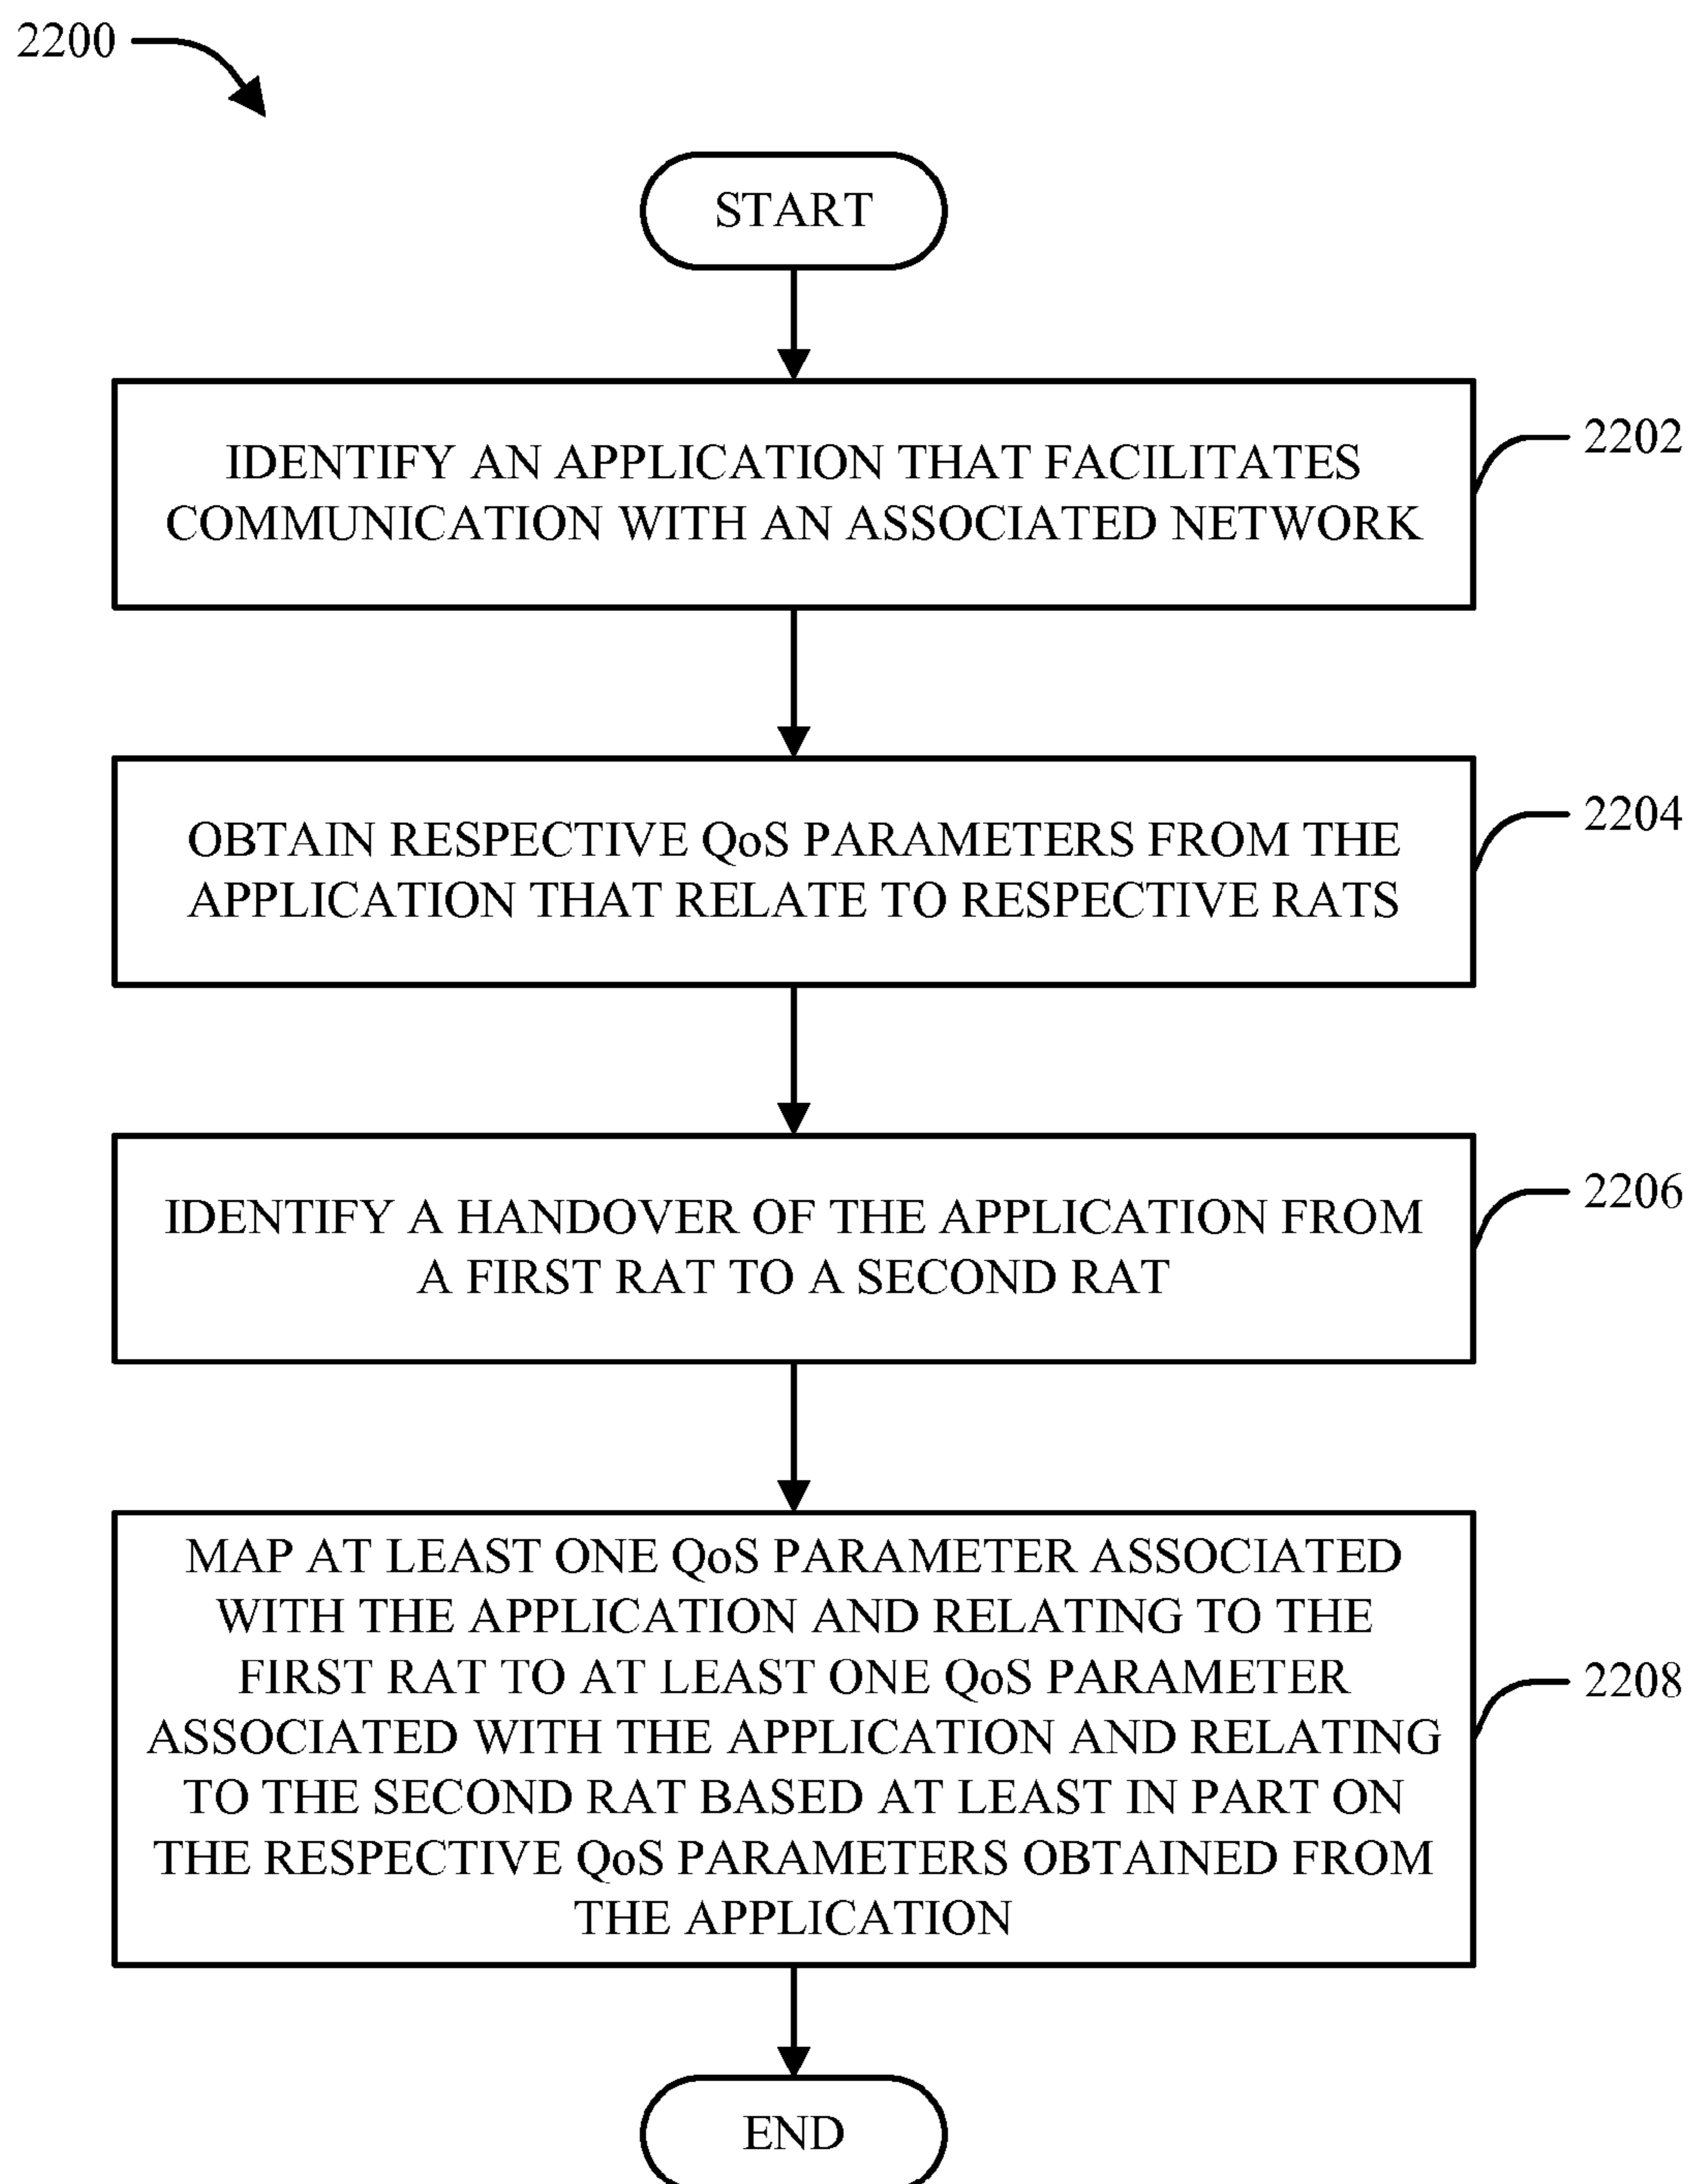 2200
START
IDENTIFY AN APPLICATION THAT FACILITATES
COMMUNICATION WITH AN ASSOCIATED NETWORK
2202
OBTAIN RESPECTIVE QoS PARAMETERS FROM THE
APPLICATION THAT RELATE TO RESPECTIVE RATS
2204
IDENTIFY A HANDOVER OF THE APPLICATION FROM
A FIRST RAT TO A SECOND RAT
2206
MAP AT LEAST ONE QoS PARAMETER ASSOCIATED
WITH THE APPLICATION AND RELATING TO THE
FIRST RAT TO AT LEAST ONE QoS PARAMETER
ASSOCIATED WITH THE APPLICATION AND RELATING
TO THE SECOND RAT BASED AT LEAST IN PART ON
THE RESPECTIVE QoS PARAMETERS OBTAINED FROM
THE APPLICATION
2208
END